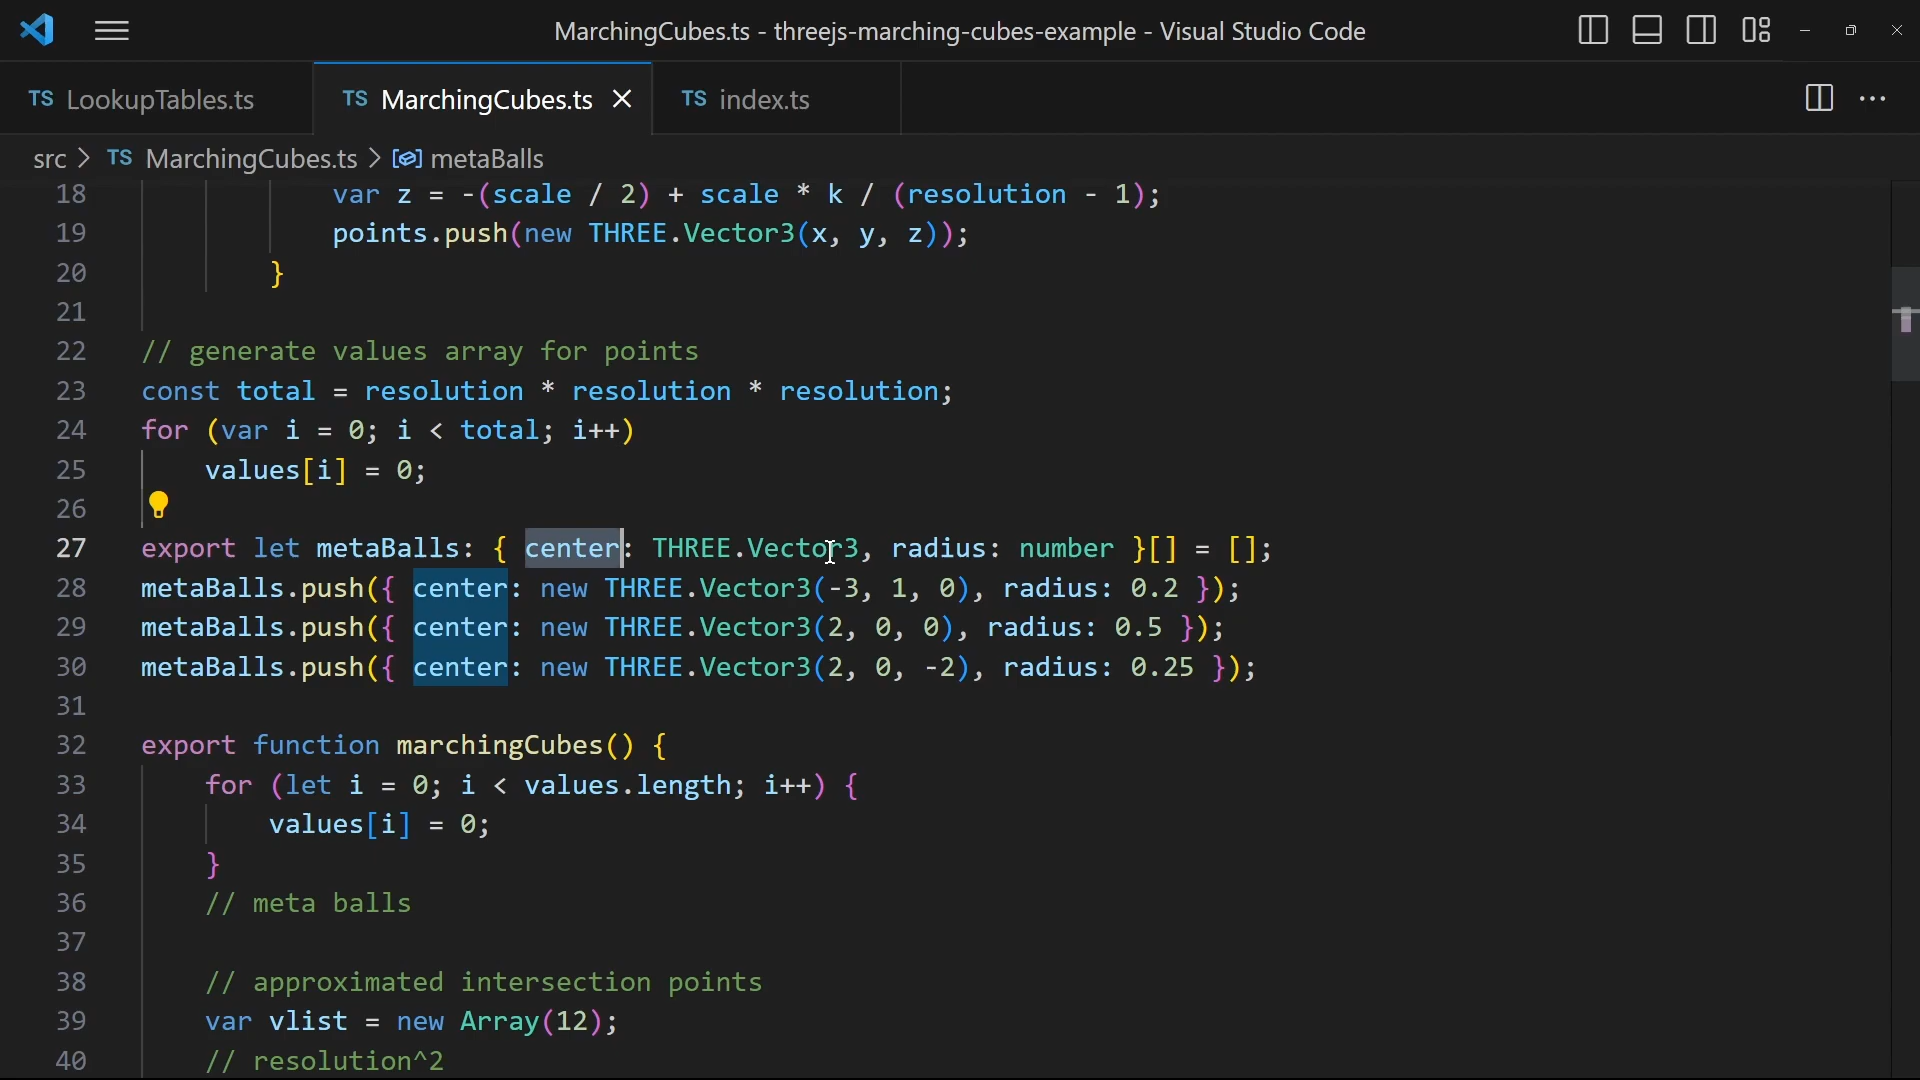 MarchingCubes.ts - threejs-marching-cubes-example - Visual Studio Code
TS LookupTables.ts TS MarchingCubes.ts TS index.ts
src > TS MarchingCubes.ts > metaBalls
18 var z = -(scale / 2) + scale * k / (resolution - 1);
19 points.push(new THREE.Vector3(x, y, z));
20 }
21
22 // generate values array for points
23 const total = resolution * resolution * resolution;
24 for (var i = 0; i < total; i++)
25 values[i] = 0;
26
27 export let metaBalls: { center: THREE.Vector3, radius: number }[] = [];
28 metaBalls.push({ center: new THREE.Vector3(-3, 1, 0), radius: 0.2 });
29 metaBalls.push({ center: new THREE.Vector3(2, 0, 0), radius: 0.5 });
30 metaBalls.push({ center: new THREE.Vector3(2, 0, -2), radius: 0.25 });
31
32 export function marchingCubes() {
33 for (let i = 0; i < values.length; i++) {
34 values[i] = 0;
35 }
36 // meta balls
37
38 // approximated intersection points
39 var vlist = new Array(12);
40 // resolution^2